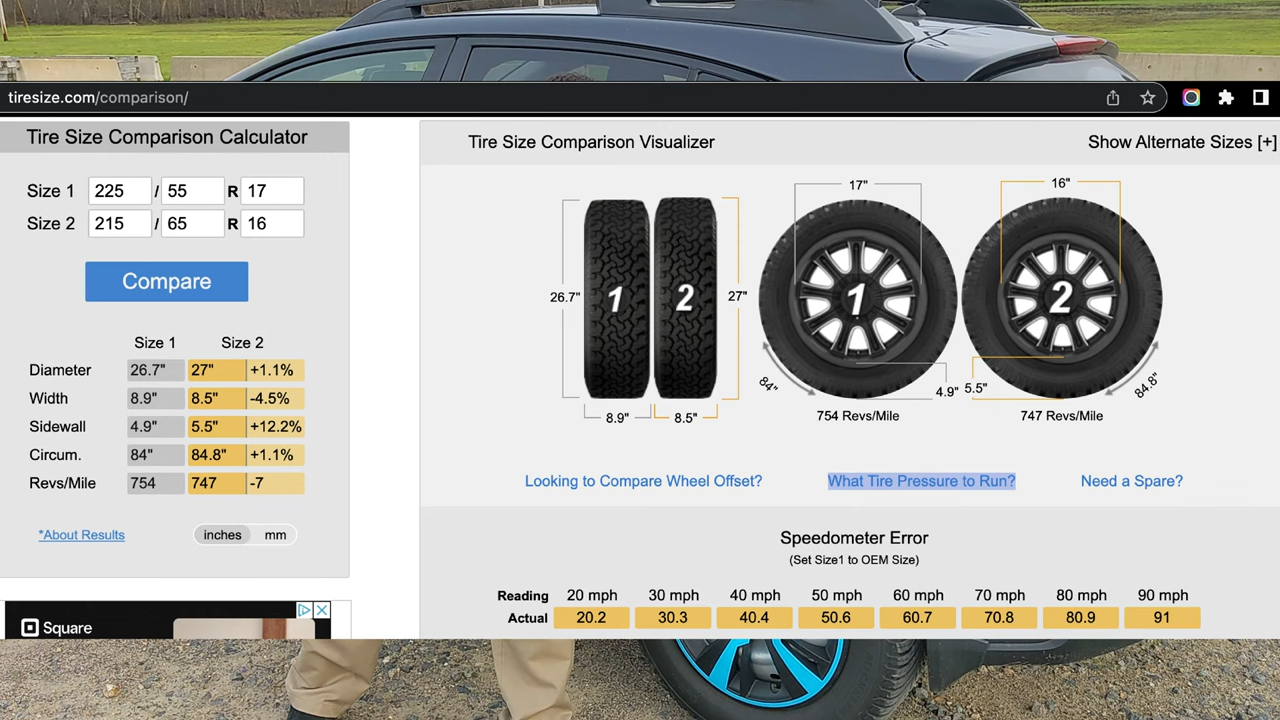 tiresize.com/comparison/
Tire Size Comparison Calculator
Size 1 225 / 55 R 17
Size 2 215 / 65 R 16
Compare
Size 1 Size 2
Diameter 26.7" 27" +1.1%
Width 8.9" 8.5" -4.5%
Sidewall 4.9" 5.5" +12.2%
Circum. 84" 84.8" +1.1%
Revs/Mile 754 747 -7
*About Results inches mm
Square
Tire Size Comparison Visualizer Show Alternate Sizes [+]
17" 16"
26.7" 1 2 27" 1 2
84" 4.9" 5.5" 84.8"
8.9" 8.5" 754 Revs/Mile 747 Revs/Mile
Looking to Compare Wheel Offset? What Tire Pressure to Run? Need a Spare?
Speedometer Error
(Set Size1 to OEM Size)
Reading 20 mph 30 mph 40 mph 50 mph 60 mph 70 mph 80 mph 90 mph
Actual 20.2 30.3 40.4 50.6 60.7 70.8 80.9 91